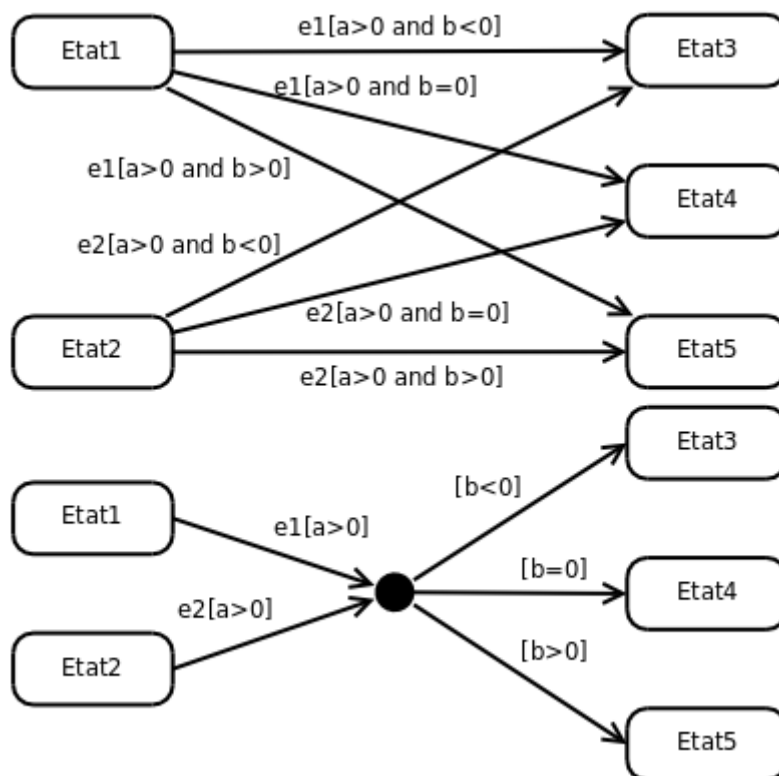 e1[a>0 and b<0]
Etat1
Etat3
e1[a>0 and b=0]
e1[a>0 and b>0]
Etat4
e2[a>0 and b<0]
e2[a>0 and b=0]
Etat2
Etat5
e2[a>0 and b>0]
Etat3
[b<0]
Etat1
e1[a>0]
[b=0]
Etat4
e2[a>0]
[b>0]
Etat2
Etat5